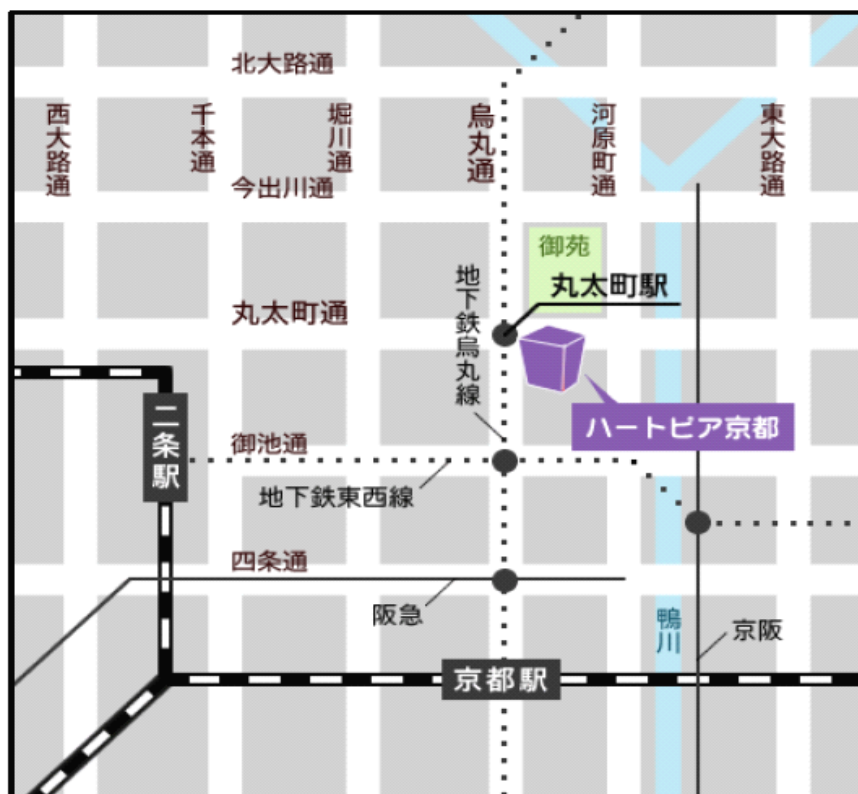 北大路通
西大路通
千本通
堀川通
烏丸通
河原町通
東大路通
今出川通
御苑
丸太町駅
地下鉄烏丸線
丸太町通
ハートピア京都
二条駅
御池通
地下鉄東西線
四条通
阪急
鴨川
京阪
京都駅